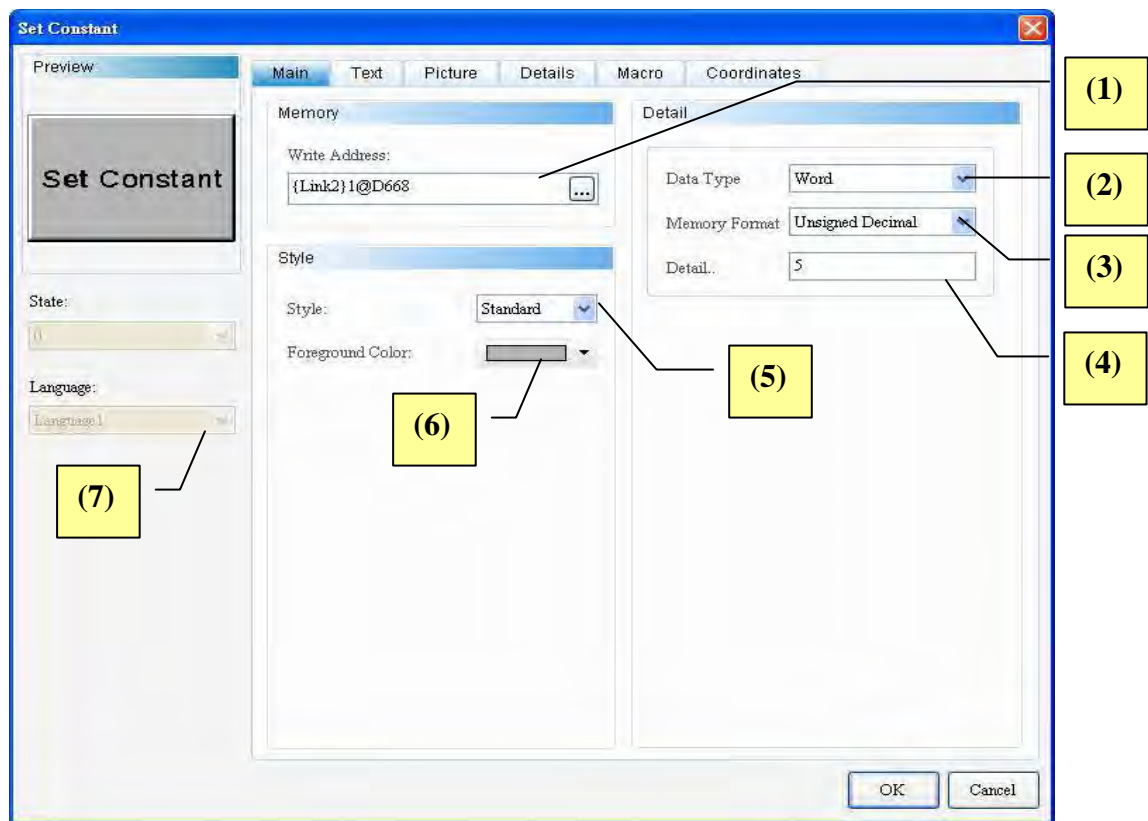 Set Constant
Preview
Set Constant
State:
0
Language:
Language1
(7)
Main Text Picture Details Macro Coordinates
Memory
Write Address:
{Link2}1@D668
...
Style
Style: Standard
Foreground Color:
(6)
(5)
Detail
Data Type Word
Memory Format Unsigned Decimal
Detail.. 5
(1)
(2)
(3)
(4)
OK Cancel